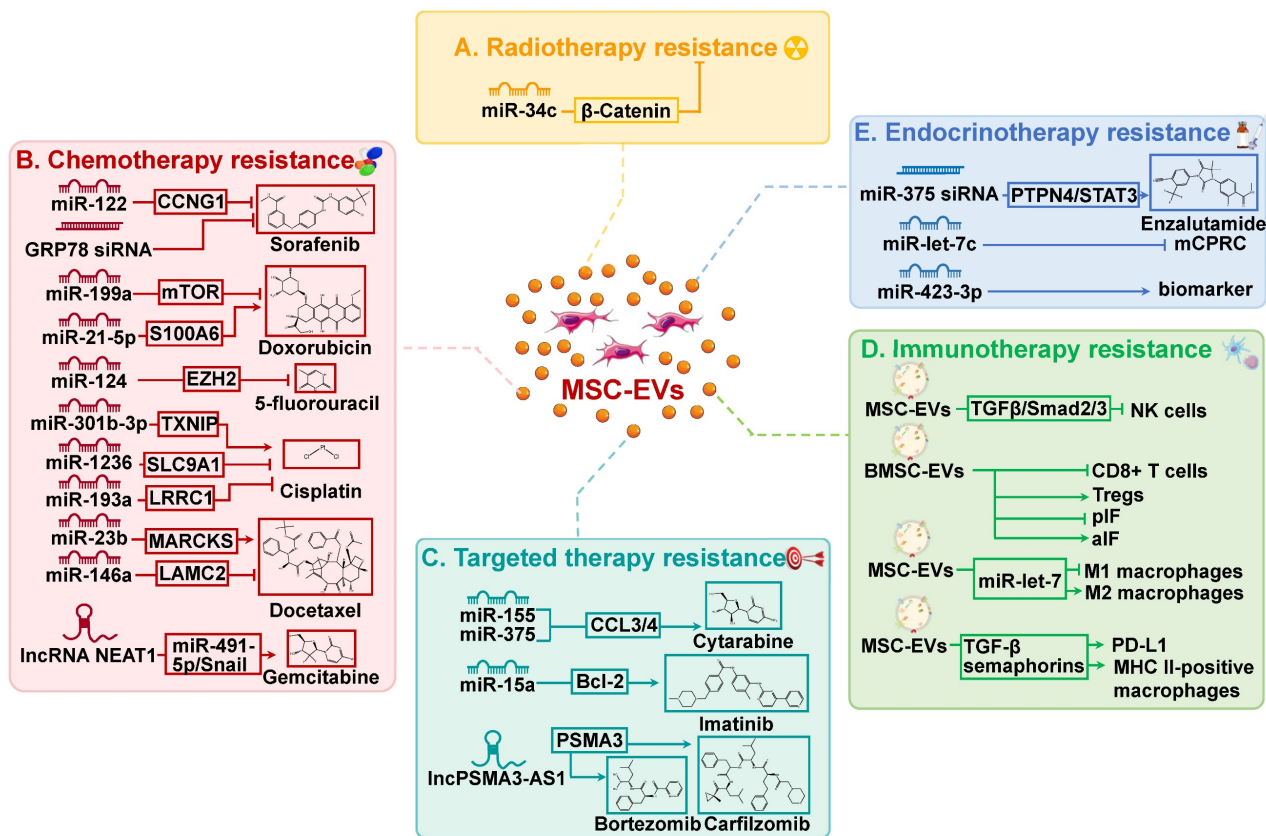 A. Radiotherapy resistance
miR-34c
β-Catenin
B. Chemotherapy resistance
miR-122
CCNG1
GRP78 siRNA
Sorafenib
miR-199a
mTOR
miR-21-5p
S100A6
Doxorubicin
miR-124
EZH2
5-fluorouracil
miR-301b-3p
TXNIP
miR-1236
SLC9A1
Pt
Cl
Cl
miR-193a
LRRC1
Cisplatin
miR-23b
MARCKS
miR-146a
LAMC2
Docetaxel
lncRNA NEAT1
miR-491-
5p/Snail
Gemcitabine
MSC-EVs
C. Targeted therapy resistance
miR-155
miR-375
CCL3/4
Cytarabine
miR-15a
Bcl-2
Imatinib
lncPSMA3-AS1
PSMA3
Bortezomib
Carfilzomib
E. Endocrinotherapy resistance
miR-375 siRNA
PTPN4/STAT3
Enzalutamide
miR-let-7c
mCPRC
miR-423-3p
biomarker
D. Immunotherapy resistance
MSC-EVs
TGFβ/Smad2/3
NK cells
BMSC-EVs
CD8+ T cells
Tregs
pIF
aIF
MSC-EVs
miR-let-7
M1 macrophages
M2 macrophages
MSC-EVs
TGF-β
semaphorins
PD-L1
MHC II-positive
macrophages